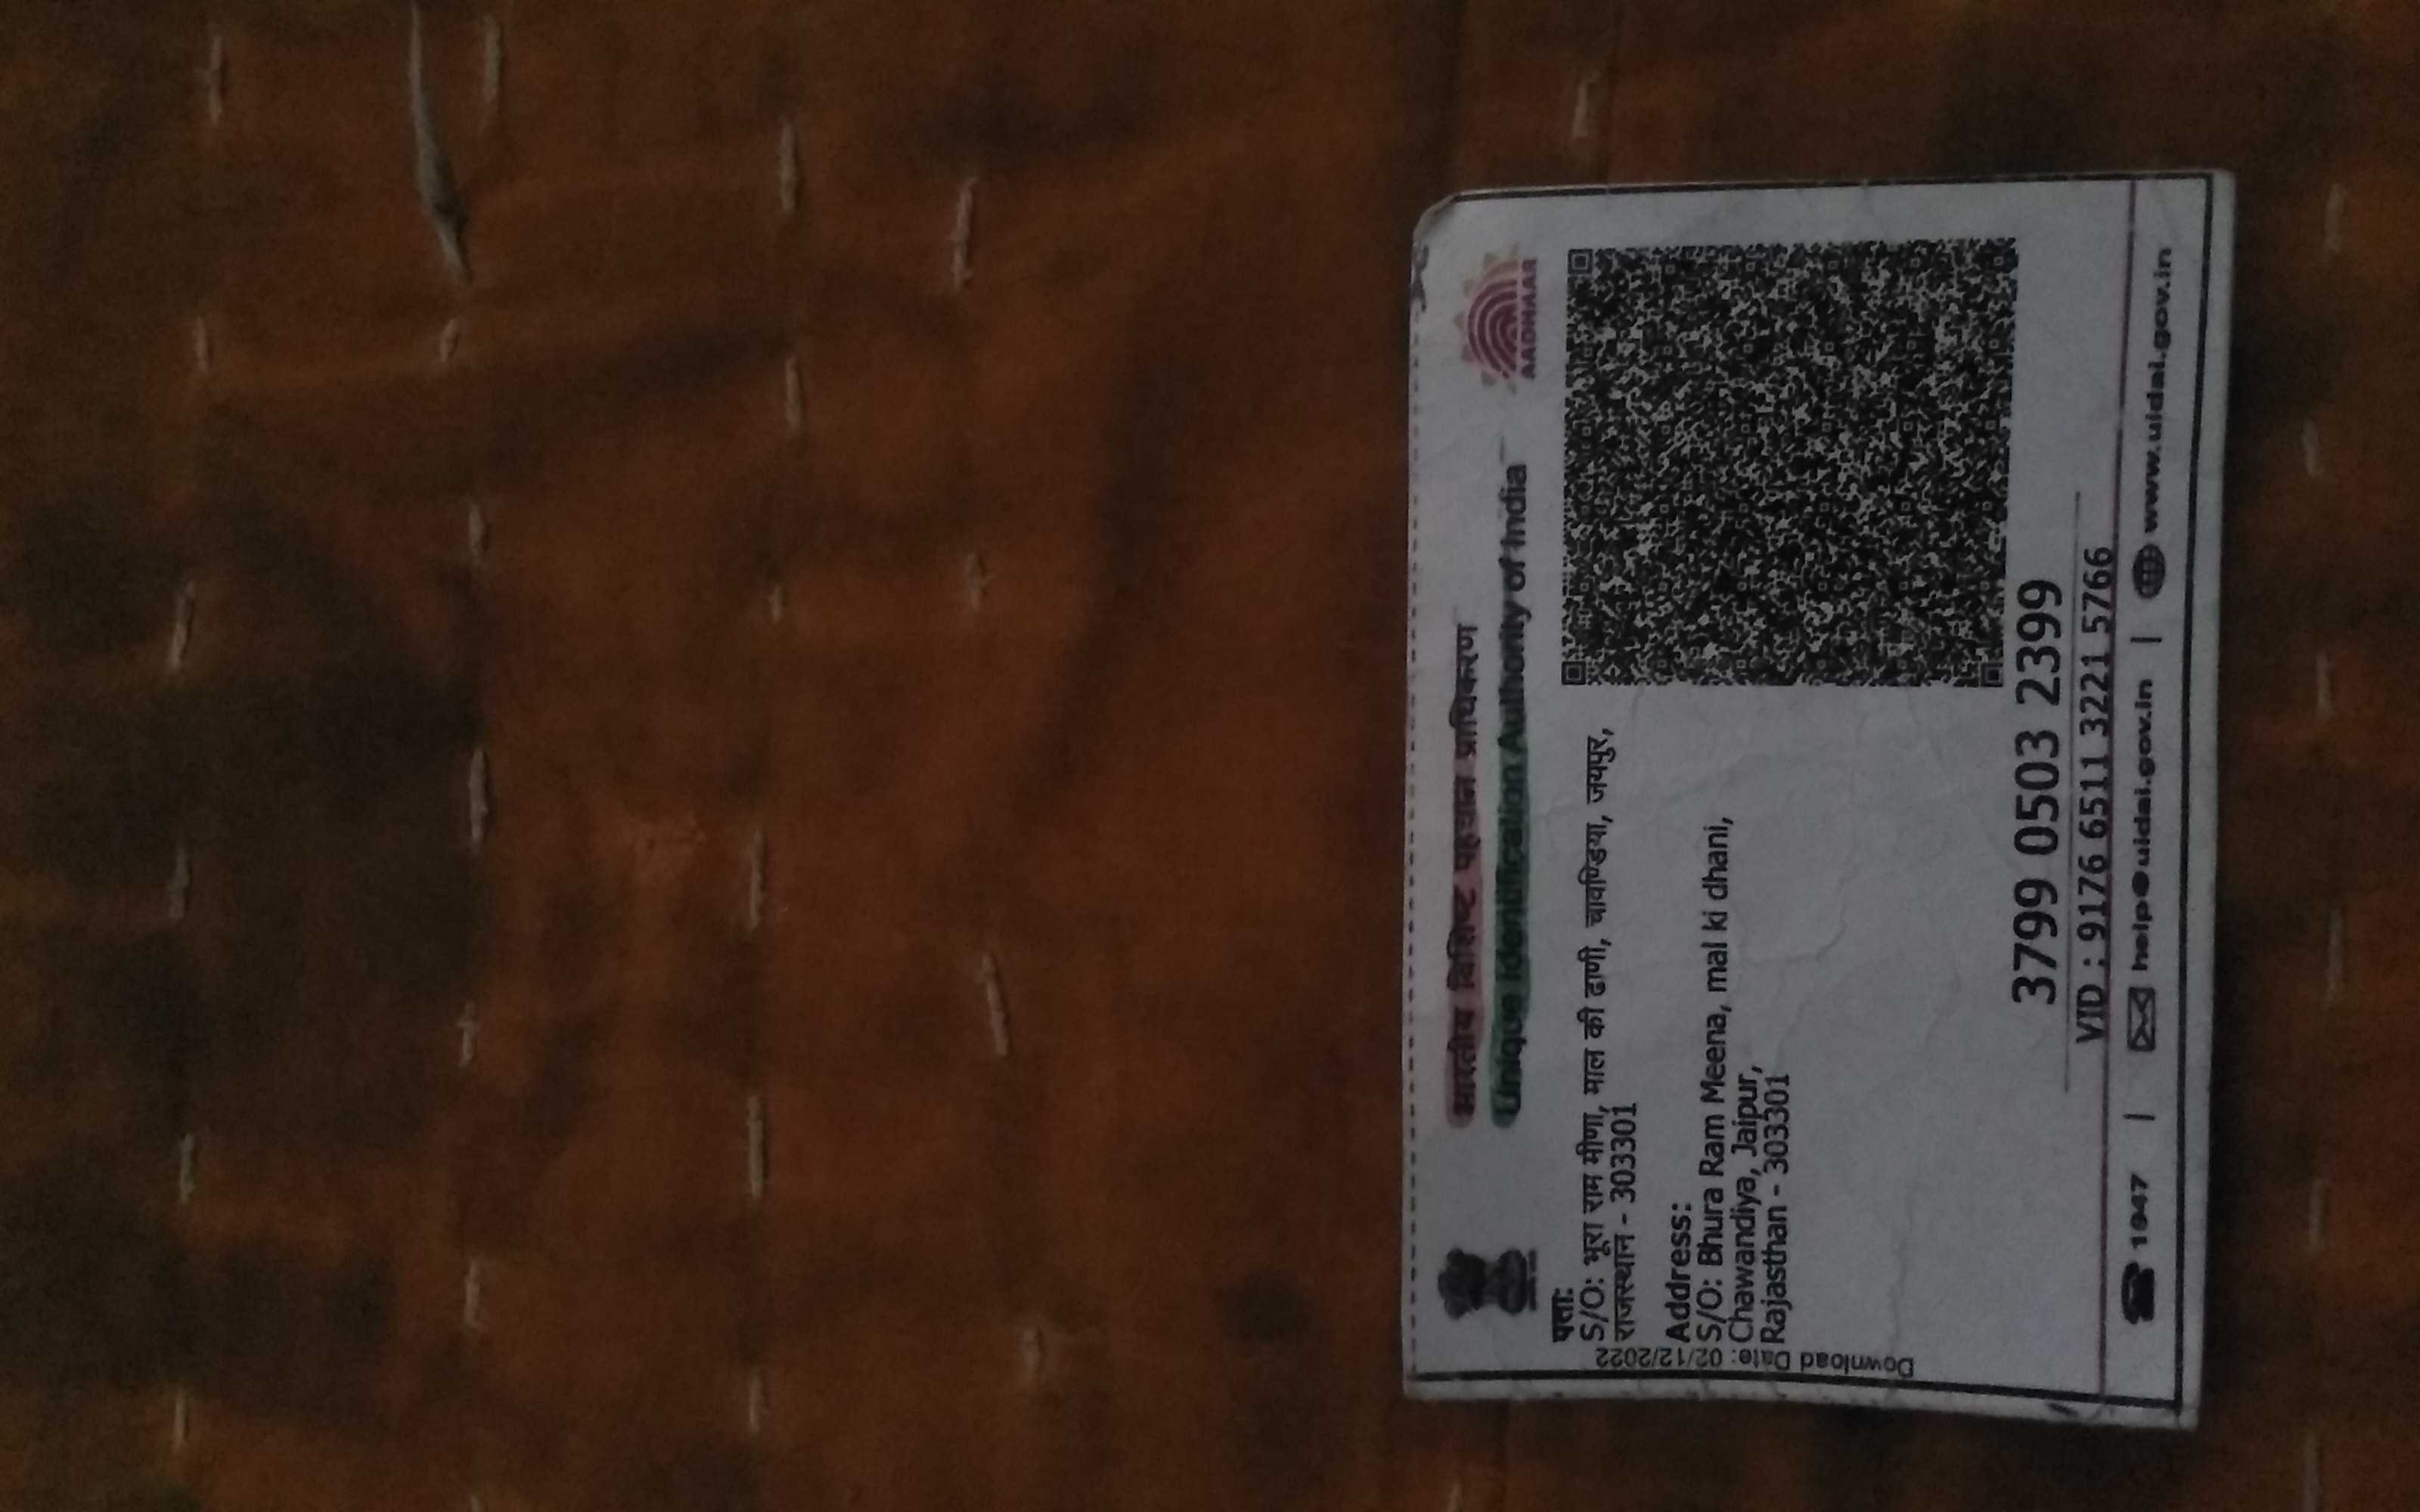 भारतीय विशिष्ट पहचान प्राधिकरण
Unique Identification Authority of India
AADHAAR
पता:
S/O: भूरा राम मीणा, माल की ढाणी, चावण्डिया, जयपुर,
राजस्थान - 303301
Address:
S/O: Bhura Ram Meena, mal ki dhani,
Chawandiya, Jaipur,
Rajasthan - 303301
Download Date: 02/12/2022
3799 0503 2399
VID : 9176 6511 3221 5766
1947 | help@uidai.gov.in | www.uidai.gov.in